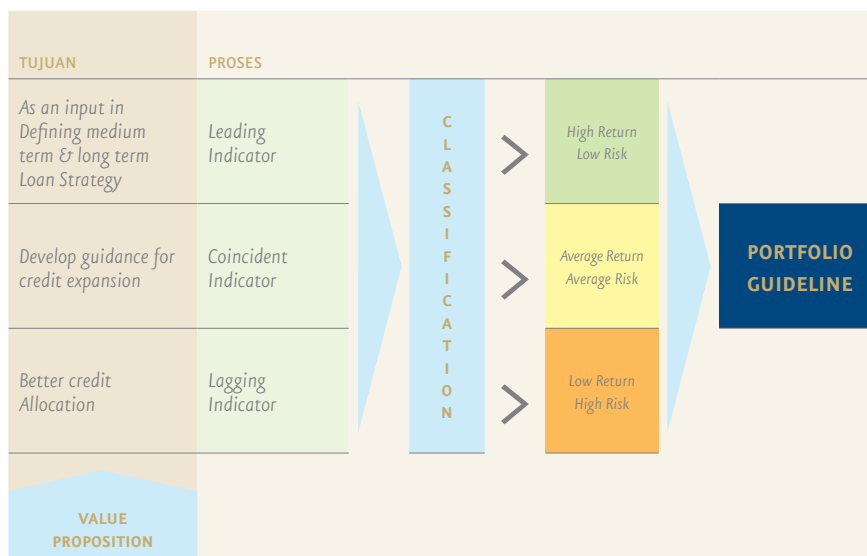 TUJUAN
PROSES
As an input in
Defining medium
term & long term
Loan Strategy
Leading
Indicator
Develop guidance for
credit expansion
Coincident
Indicator
Better credit
Allocation
Lagging
Indicator
CLASSIFICATION
>
High Return
Low Risk
>
Average Return
Average Risk
>
Low Return
High Risk
PORTFOLIO
GUIDELINE
VALUE
PROPOSITION